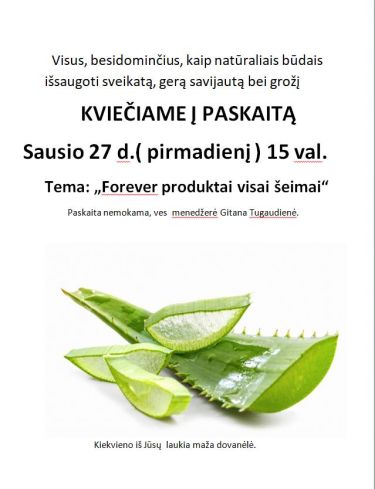 Visus, besidominčius, kaip natūraliais būdais
išsaugoti sveikatą, gerą savijautą bei grožį
KVIEČIAME Į PASKAITĄ
Sausio 27 d.( pirmadienį ) 15 val.
Tema: „Forever produktai visai šeimai“
Paskaita nemokama, ves menedžerė Gitana Tugaudienė.
Kiekvieno iš Jūsų laukia maža dovanėlė.